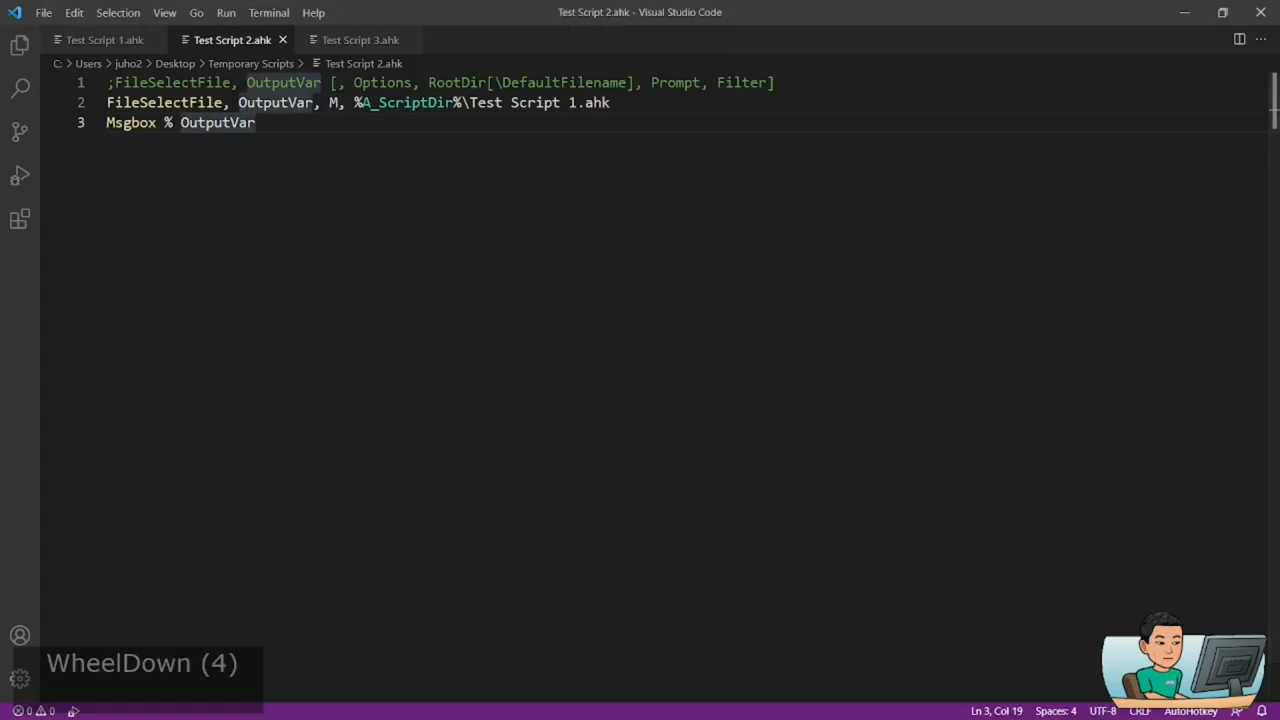 File Edit Selection View Go Run Terminal Help
Test Script 2.ahk - Visual Studio Code
Test Script 1.ahk
Test Script 2.ahk
Test Script 3.ahk
C: > Users > juho2 > Desktop > Temporary Scripts > Test Script 2.ahk
1 ;FileSelectFile, OutputVar [, Options, RootDir[\DefaultFilename], Prompt, Filter]
2 FileSelectFile, OutputVar, M, %A_ScriptDir%\Test Script 1.ahk
3 Msgbox % OutputVar
WheelDown (4)
0 0
Ln 3, Col 19 Spaces: 4 UTF-8 CRLF AutoHotkey